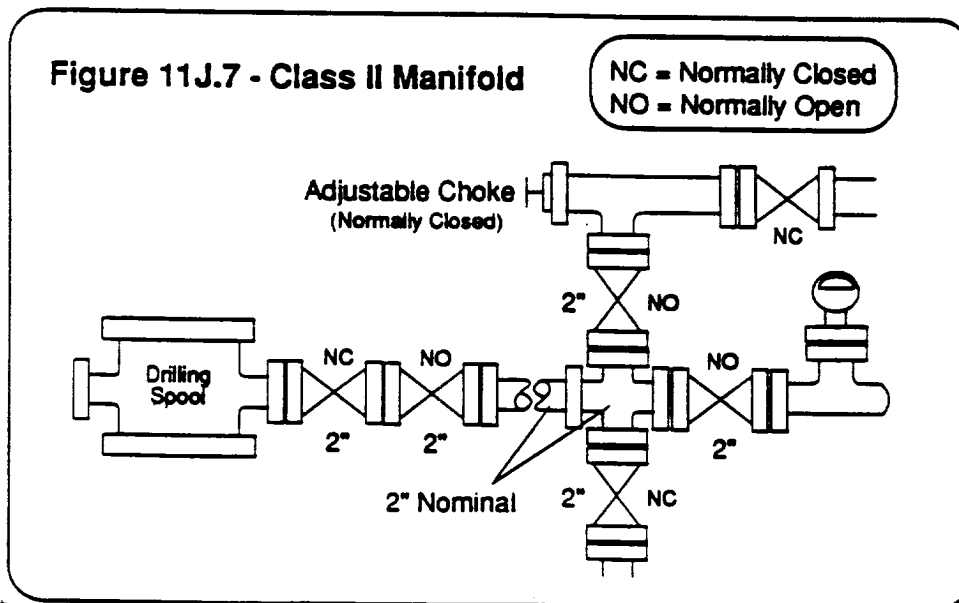 Figure 11J.7 - Class II Manifold
NC = Normally Closed
NO = Normally Open
Adjustable Choke
(Normally Closed)
NC
2" NO
Drilling
Spool
NC
NO
NO
2"
2"
2"
2" Nominal
2" NC